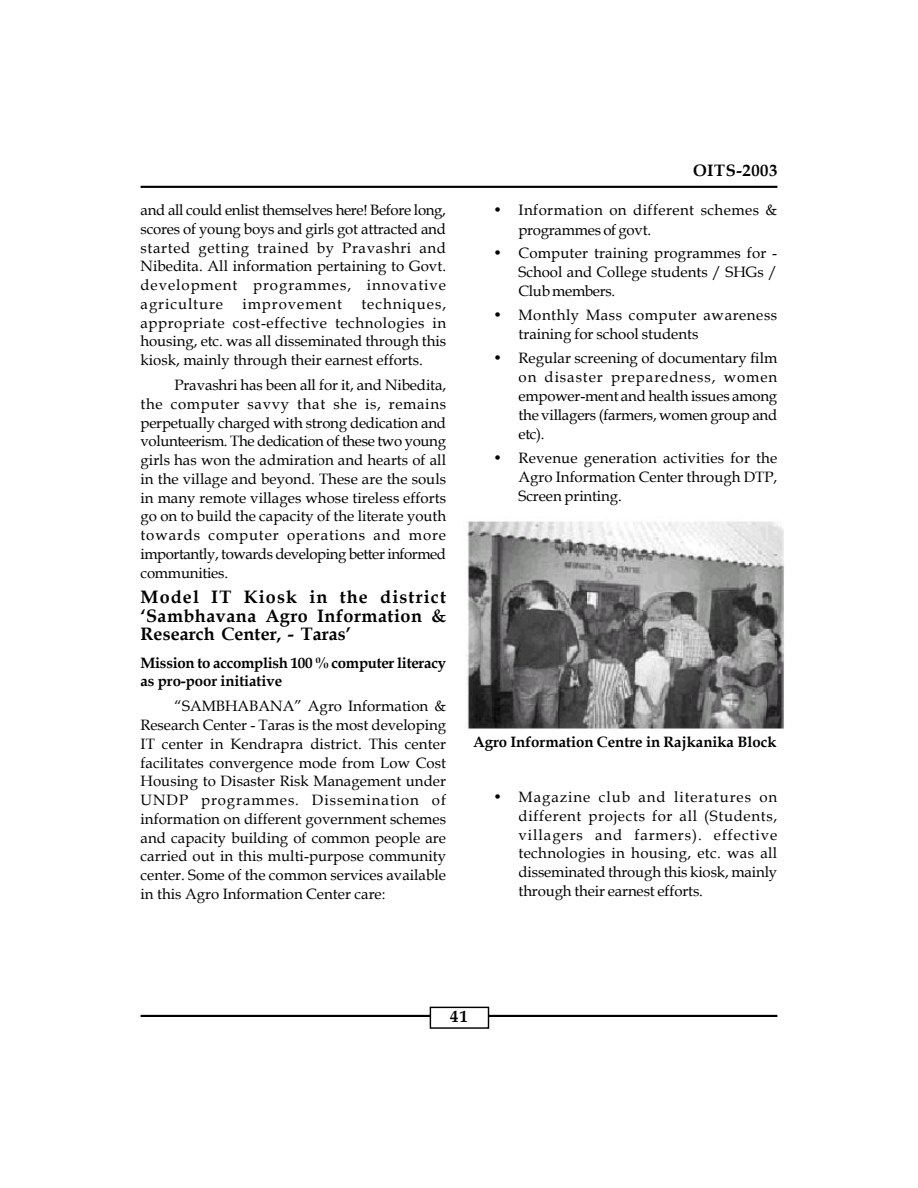 OITS-2003
and all could enlist themselves here! Before long,
scores of young boys and girls got attracted and
started getting trained by Pravashri and
Nibedita. All information pertaining to Govt.
development programmes, innovative
agriculture improvement techniques,
appropriate cost-effective technologies in
housing, etc. was all disseminated through this
kiosk, mainly through their earnest efforts.
Pravashri has been all for it, and Nibedita,
the computer savvy that she is, remains
perpetually charged with strong dedication and
volunteerism. The dedication of these two young
girls has won the admiration and hearts of all
in the village and beyond. These are the souls
in many remote villages whose tireless efforts
go on to build the capacity of the literate youth
towards computer operations and more
importantly, towards developing better informed
communities.
Model IT Kiosk in the district
‘Sambhavana Agro Information &
Research Center, - Taras’
Mission to accomplish 100 % computer literacy
as pro-poor initiative
“SAMBHABANA” Agro Information &
Research Center - Taras is the most developing
IT center in Kendrapra district. This center
facilitates convergence mode from Low Cost
Housing to Disaster Risk Management under
UNDP programmes. Dissemination of
information on different government schemes
and capacity building of common people are
carried out in this multi-purpose community
center. Some of the common services available
in this Agro Information Center care:
• Information on different schemes &
programmes of govt.
• Computer training programmes for -
School and College students / SHGs /
Club members.
• Monthly Mass computer awareness
training for school students
• Regular screening of documentary film
on disaster preparedness, women
empower-ment and health issues among
the villagers (farmers, women group and
etc).
• Revenue generation activities for the
Agro Information Center through DTP,
Screen printing.
INFORMATION CENTRE
Agro Information Centre in Rajkanika Block
• Magazine club and literatures on
different projects for all (Students,
villagers and farmers). effective
technologies in housing, etc. was all
disseminated through this kiosk, mainly
through their earnest efforts.
41